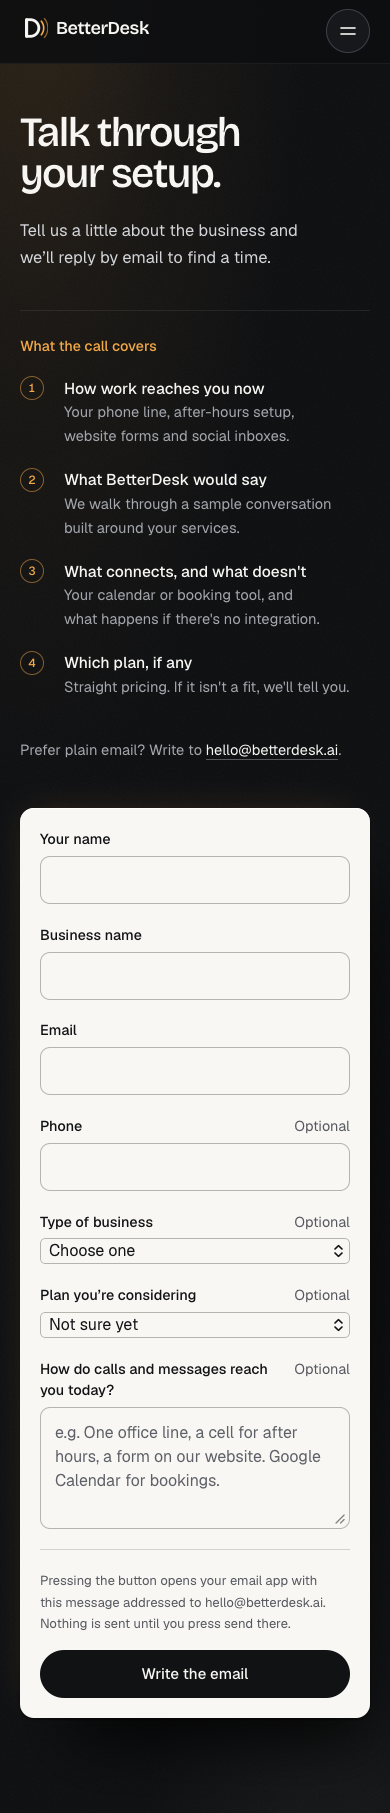 BetterDesk
Talk through
your setup.
Tell us a little about the business and
we’ll reply by email to find a time.
What the call covers
1
How work reaches you now
Your phone line, after-hours setup,
website forms and social inboxes.
2
What BetterDesk would say
We walk through a sample conversation
built around your services.
3
What connects, and what doesn't
Your calendar or booking tool, and
what happens if there's no integration.
4
Which plan, if any
Straight pricing. If it isn't a fit, we'll tell you.
Prefer plain email? Write to hello@betterdesk.ai.
Your name
Business name
Email
Phone Optional
Type of business Optional
Choose one
Plan you’re considering Optional
Not sure yet
How do calls and messages reach Optional
you today?
e.g. One office line, a cell for after
hours, a form on our website. Google
Calendar for bookings.
Pressing the button opens your email app with
this message addressed to hello@betterdesk.ai.
Nothing is sent until you press send there.
Write the email